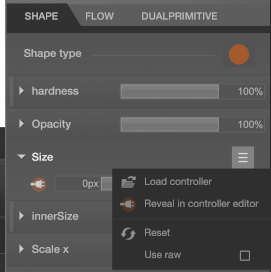 SHAPE FLOW DUALPRIMITIVE
Shape type
hardness 100%
Opacity 100%
Size
0px
Load controller
Reveal in controller editor
innerSize
Reset
Scale x
Use raw